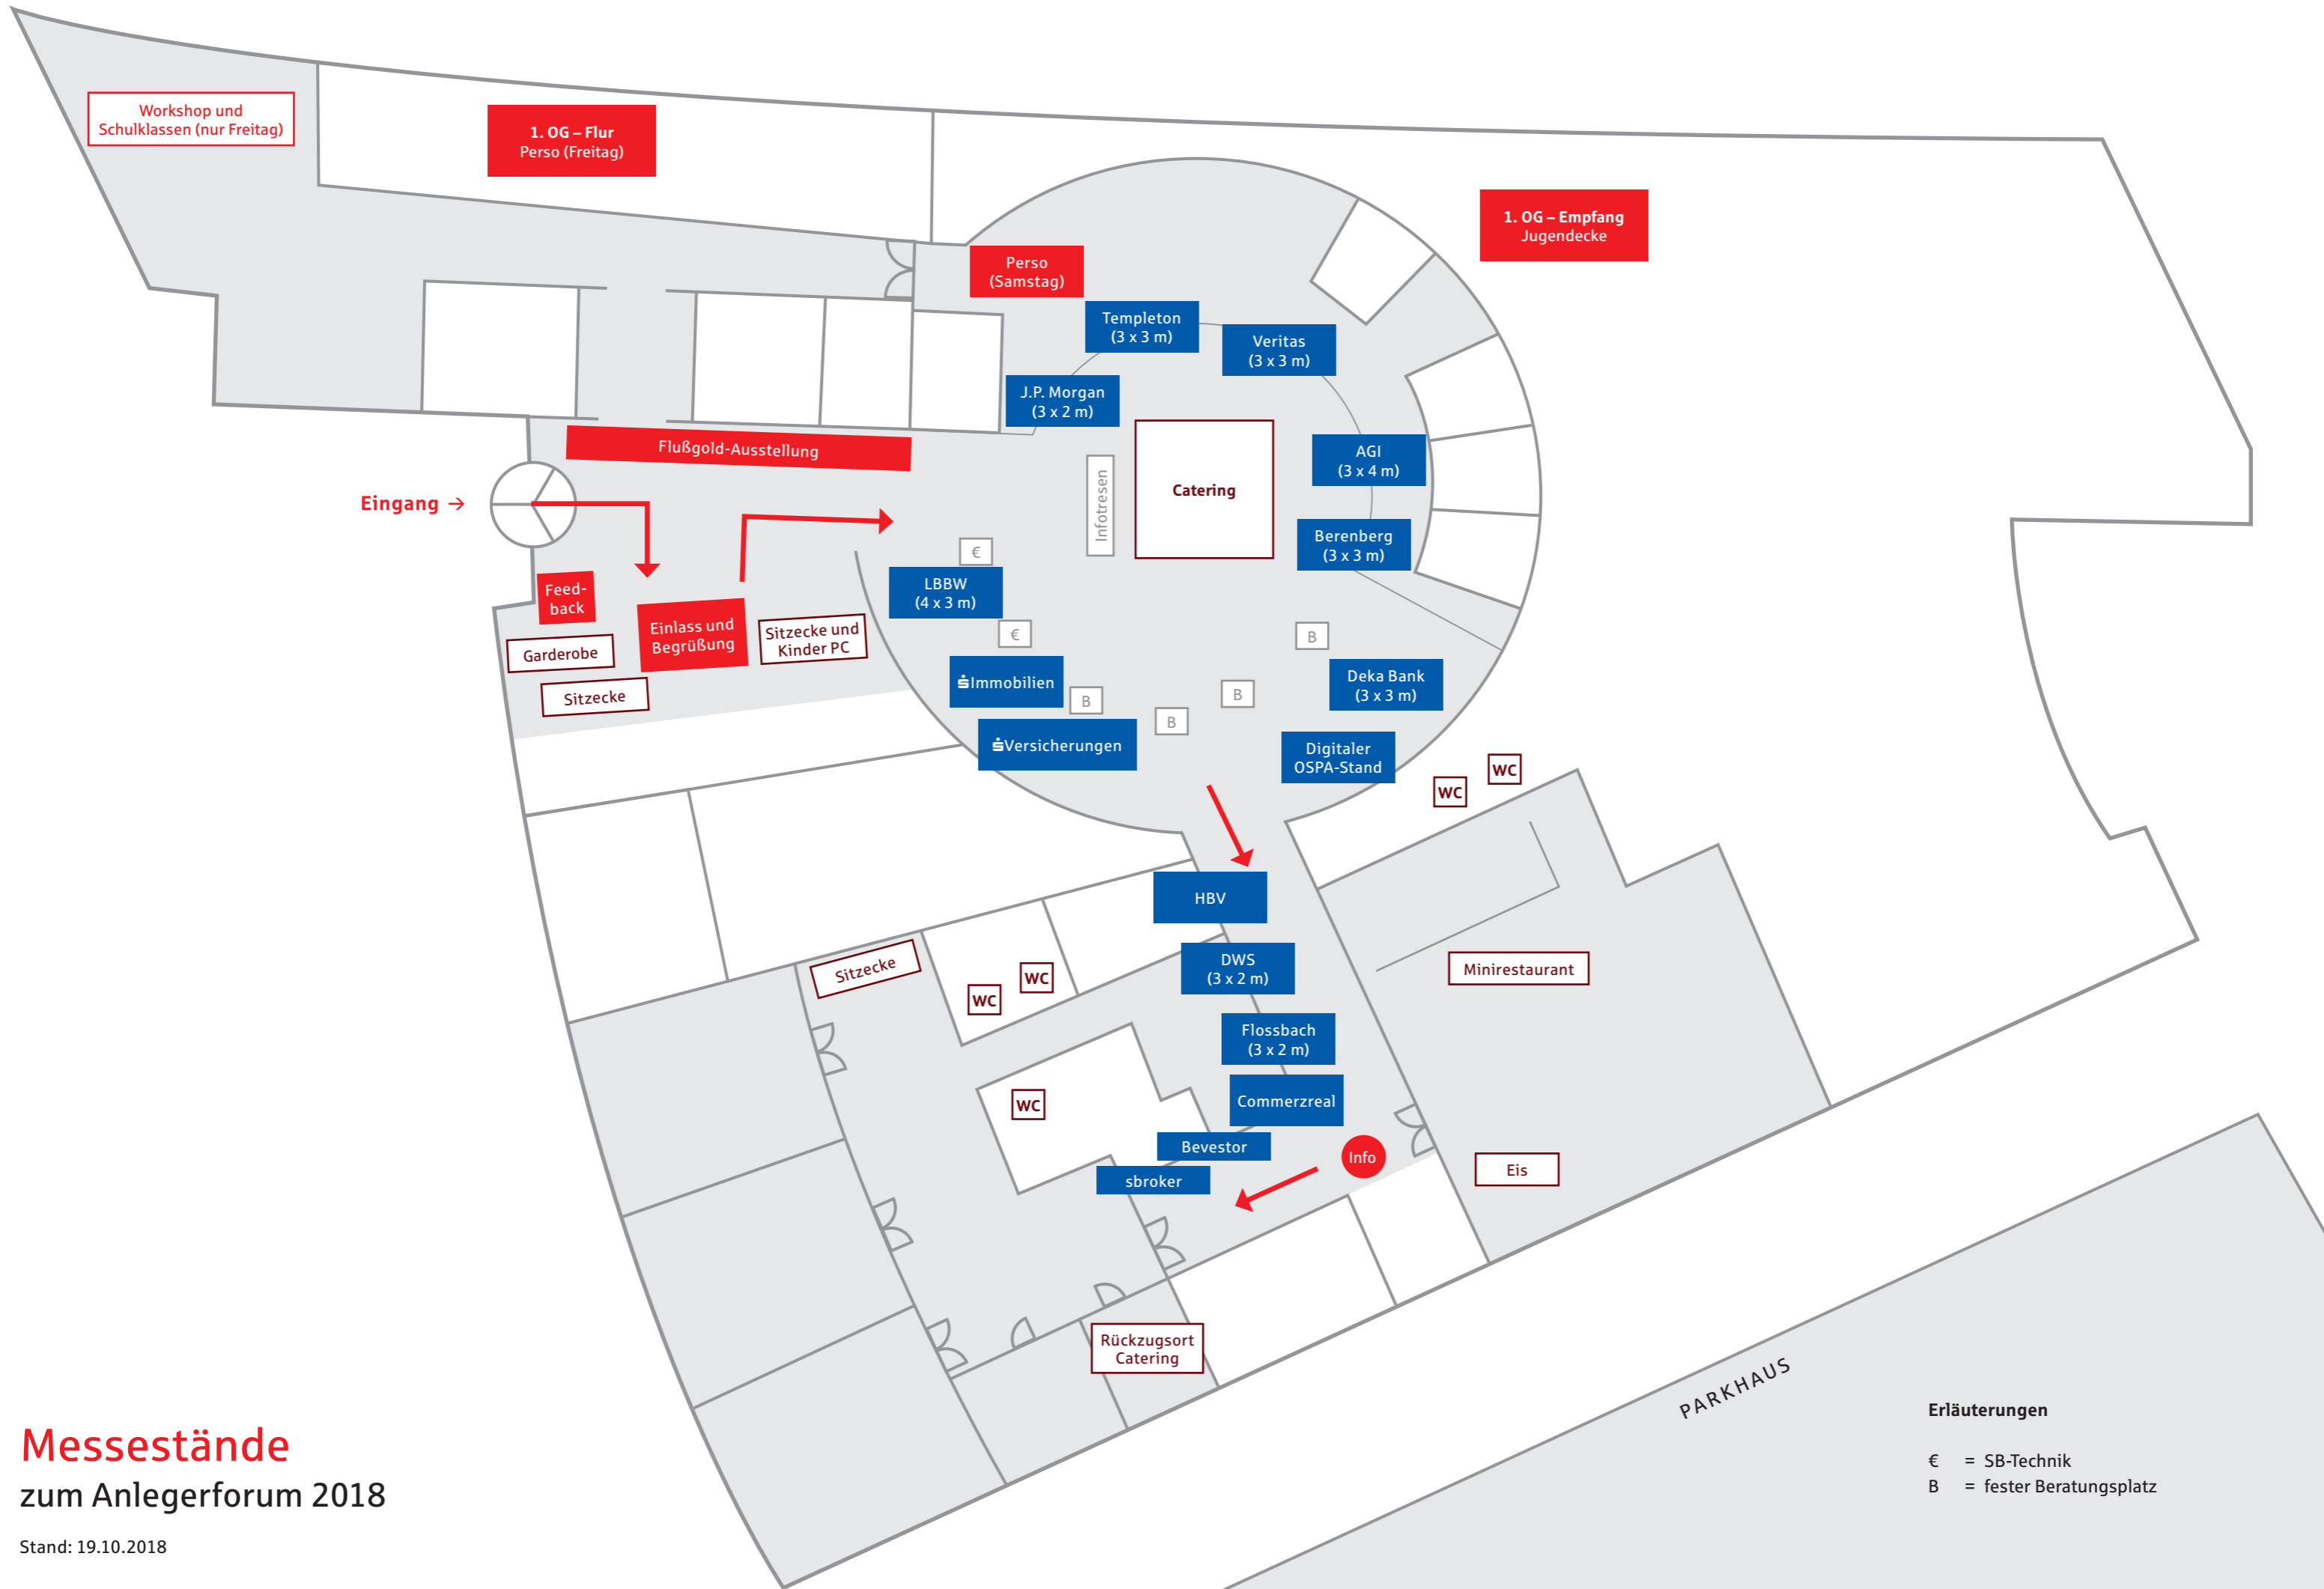 Workshop und
Schulklassen (nur Freitag)
1. OG – Flur
Perso (Freitag)
1. OG – Empfang
Jugendecke
Perso
(Samstag)
Templeton
(3 x 3 m)
Veritas
(3 x 3 m)
J.P. Morgan
(3 x 2 m)
Flußgold-Ausstellung
AGI
(3 x 4 m)
Catering
Infotresen
Eingang →
Berenberg
(3 x 3 m)
€
LBBW
(4 x 3 m)
Feed-
back
Einlass und
Begrüßung
Sitzecke und
Kinder PC
€
B
Garderobe
Sitzecke
Immobilien
B
B
B
Deka Bank
(3 x 3 m)
Versicherungen
Digitaler
OSPA-Stand
WC
WC
HBV
Sitzecke
WC
WC
DWS
(3 x 2 m)
Minirestaurant
Flossbach
(3 x 2 m)
WC
Commerzreal
Bevestor
Info
sbroker
Eis
Rückzugsort
Catering
PARKHAUS
Messestände
zum Anlegerforum 2018
Stand: 19.10.2018
Erläuterungen
€ = SB-Technik
B = fester Beratungsplatz